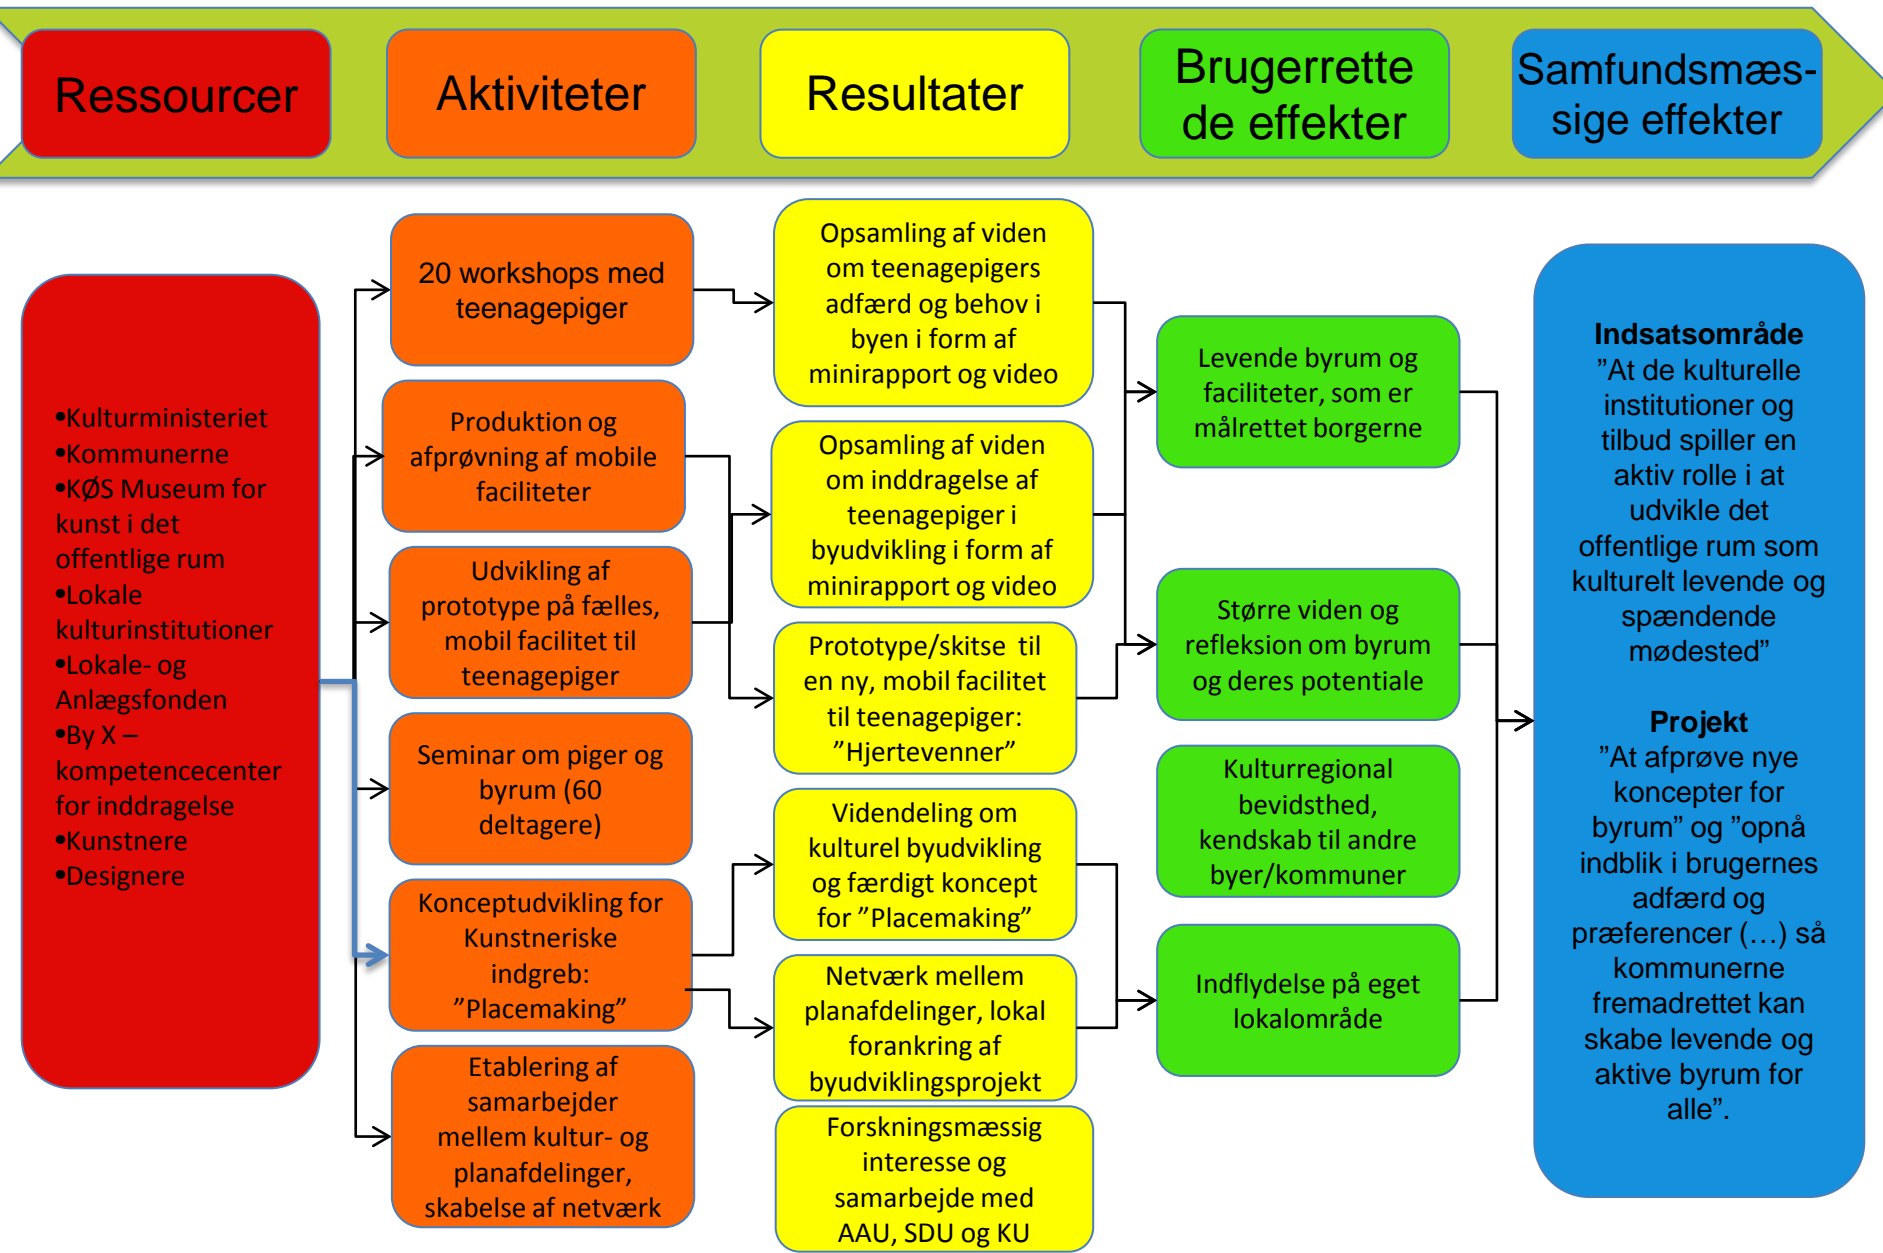 Ressourcer
Aktiviteter
Resultater
Brugerrette
de effekter
Samfundsmæs-
sige effekter
•Kulturministeriet
•Kommunerne
•KØS Museum for
kunst i det
offentlige rum
•Lokale
kulturinstitutioner
•Lokale- og
Anlægsfonden
•By X –
kompetencecenter
for inddragelse
•Kunstnere
•Designere
20 workshops med
teenagepiger
Produktion og
afprøvning af mobile
faciliteter
Udvikling af
prototype på fælles,
mobil facilitet til
teenagepiger
Seminar om piger og
byrum (60
deltagere)
Konceptudvikling for
Kunstneriske
indgreb:
”Placemaking”
Etablering af
samarbejder
mellem kultur- og
planafdelinger,
skabelse af netværk
Opsamling af viden
om teenagepigers
adfærd og behov i
byen i form af
minirapport og video
Opsamling af viden
om inddragelse af
teenagepiger i
byudvikling i form af
minirapport og video
Prototype/skitse til
en ny, mobil facilitet
til teenagepiger:
”Hjertevenner”
Videndeling om
kulturel byudvikling
og færdigt koncept
for ”Placemaking”
Netværk mellem
planafdelinger, lokal
forankring af
byudviklingsprojekt
Forskningsmæssig
interesse og
samarbejde med
AAU, SDU og KU
Levende byrum og
faciliteter, som er
målrettet borgerne
Større viden og
refleksion om byrum
og deres potentiale
Kulturregional
bevidsthed,
kendskab til andre
byer/kommuner
Indflydelse på eget
lokalområde
Indsatsområde
”At de kulturelle
institutioner og
tilbud spiller en
aktiv rolle i at
udvikle det
offentlige rum som
kulturelt levende og
spændende
mødested”
Projekt
”At afprøve nye
koncepter for
byrum” og ”opnå
indblik i brugernes
adfærd og
præferencer (…) så
kommunerne
fremadrettet kan
skabe levende og
aktive byrum for
alle”.